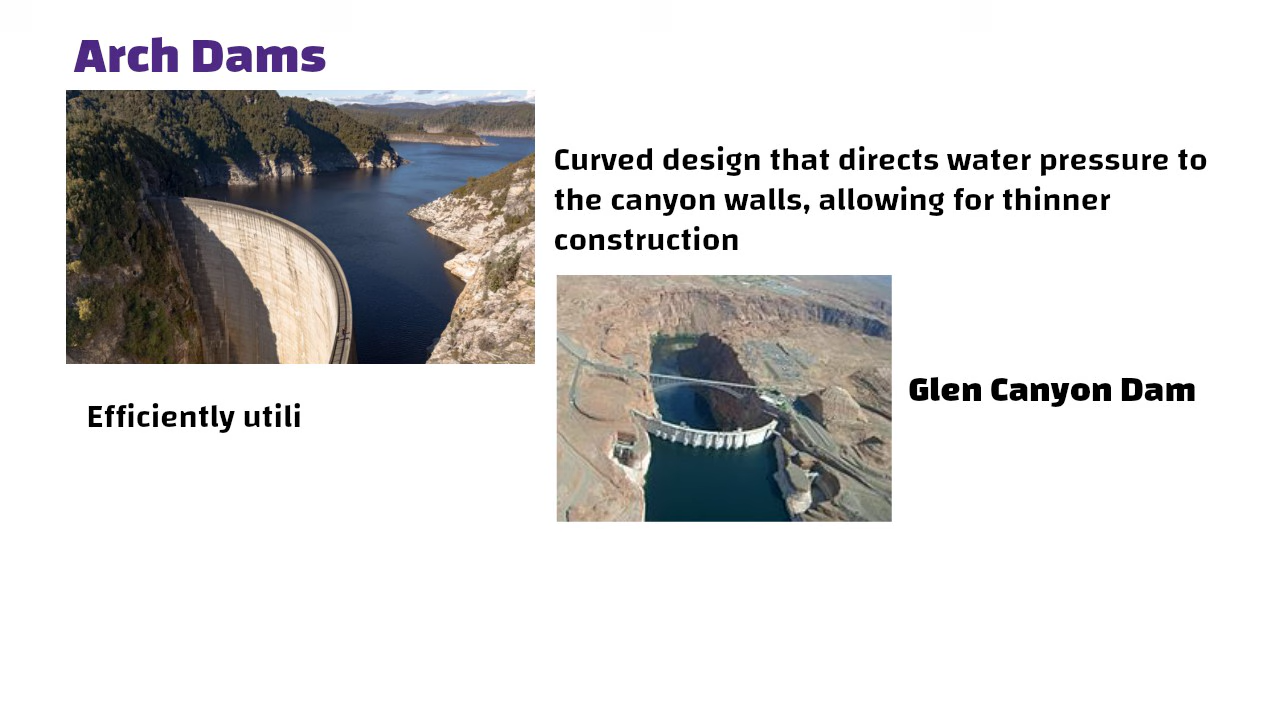 Arch Dams
Curved design that directs water pressure to
the canyon walls, allowing for thinner
construction
Glen Canyon Dam
Efficiently utili